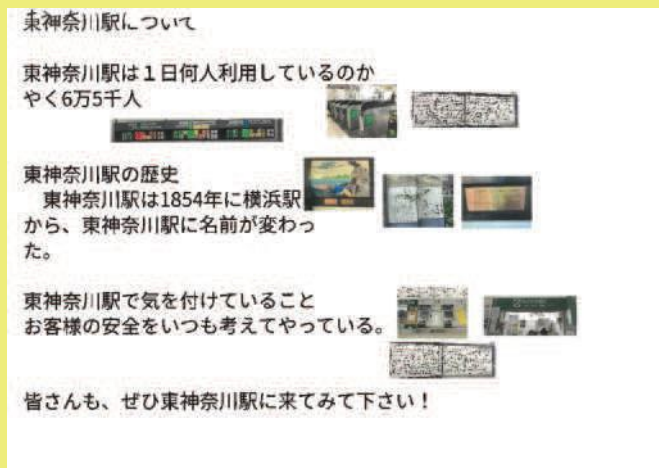 東神奈川駅について
東神奈川駅は１日何人利用しているのか
やく6万5千人
東神奈川駅の歴史
　東神奈川駅は1854年に横浜駅
から、東神奈川駅に名前が変わっ
た。
東神奈川駅で気を付けていること
お客様の安全をいつも考えてやっている。
皆さんも、ぜひ東神奈川駅に来てみて下さい！